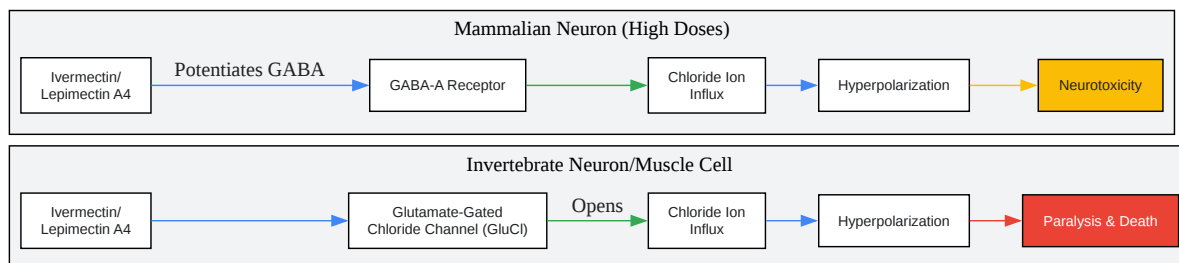 Mammalian Neuron (High Doses)
Ivermectin/
Lepimectin A4
Potentiates GABA
GABA-A Receptor
Chloride Ion
Influx
Hyperpolarization
Neurotoxicity
Invertebrate Neuron/Muscle Cell
Ivermectin/
Lepimectin A4
Glutamate-Gated
Chloride Channel (GluCl)
Opens
Chloride Ion
Influx
Hyperpolarization
Paralysis & Death